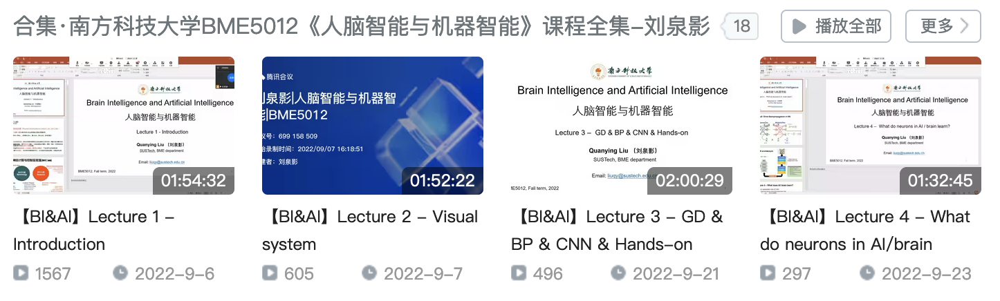 合集·南方科技大学BME5012《人脑智能与机器智能》课程全集-刘泉影
18
播放全部
更多
Brain Intelligence and Artificial Intelligence
人脑智能与机器智能
Lecture 1 - Introduction
Quanying Liu （刘泉影）
SUSTech, BME department
Email: liuqy@sustech.edu.cn
BME5012, Fall term, 2022
01:54:32
腾讯会议
刘泉影|人脑智能与机器智
能|BME5012
议号：699 158 509
始录制时间：2022/09/07 16:18:51
建者：刘泉影
01:52:22
南方科技大学
Brain Intelligence and Artificial Intelligence
人脑智能与机器智能
Lecture 3 - GD & BP & CNN & Hands-on
Quanying Liu （刘泉影）
SUSTech, BME department
Email: liuqy@sustech.edu.cn
IE5012, Fall term, 2022
02:00:29
南方科技大学
Brain Intelligence and Artificial Intelligence
人脑智能与机器智能
Lecture 4 - What do neurons in AI / brain learn?
Quanying Liu （刘泉影）
SUSTech, BME department
Email: liuqy@sustech.edu.cn
BME5012, Fall term, 2022
01:32:45
【BI&AI】Lecture 1 -
Introduction
1567
2022-9-6
【BI&AI】Lecture 2 - Visual
system
605
2022-9-7
【BI&AI】Lecture 3 - GD &
BP & CNN & Hands-on
496
2022-9-21
【BI&AI】Lecture 4 - What
do neurons in AI/brain
297
2022-9-23